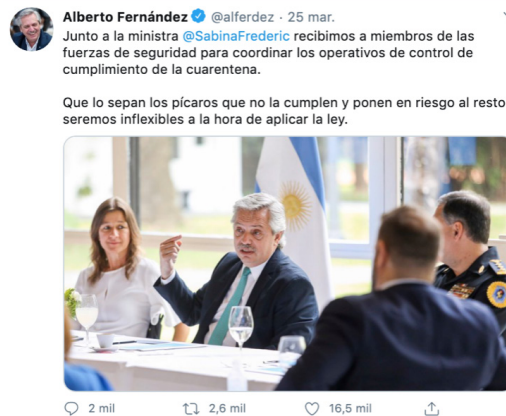 Alberto Fernández @alferdez · 25 mar.
Junto a la ministra @SabinaFrederic recibimos a miembros de las
fuerzas de seguridad para coordinar los operativos de control de
cumplimiento de la cuarentena.
Que lo sepan los pícaros que no la cumplen y ponen en riesgo al resto
seremos inflexibles a la hora de aplicar la ley.
2 mil 2,6 mil 16,5 mil